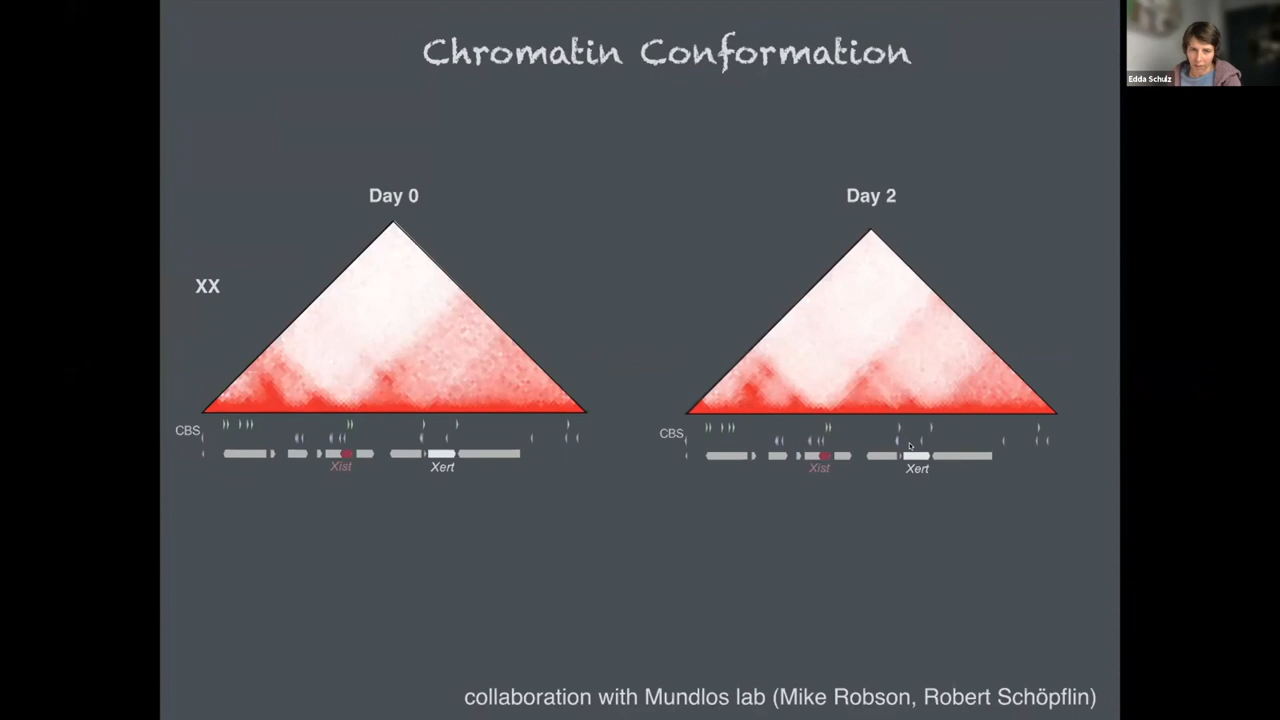 Chromatin Conformation
Edda Schulz
Day 0
Day 2
XX
CBS
CBS
Xist
Xert
Xist
Xert
collaboration with Mundlos lab (Mike Robson, Robert Schöpflin)